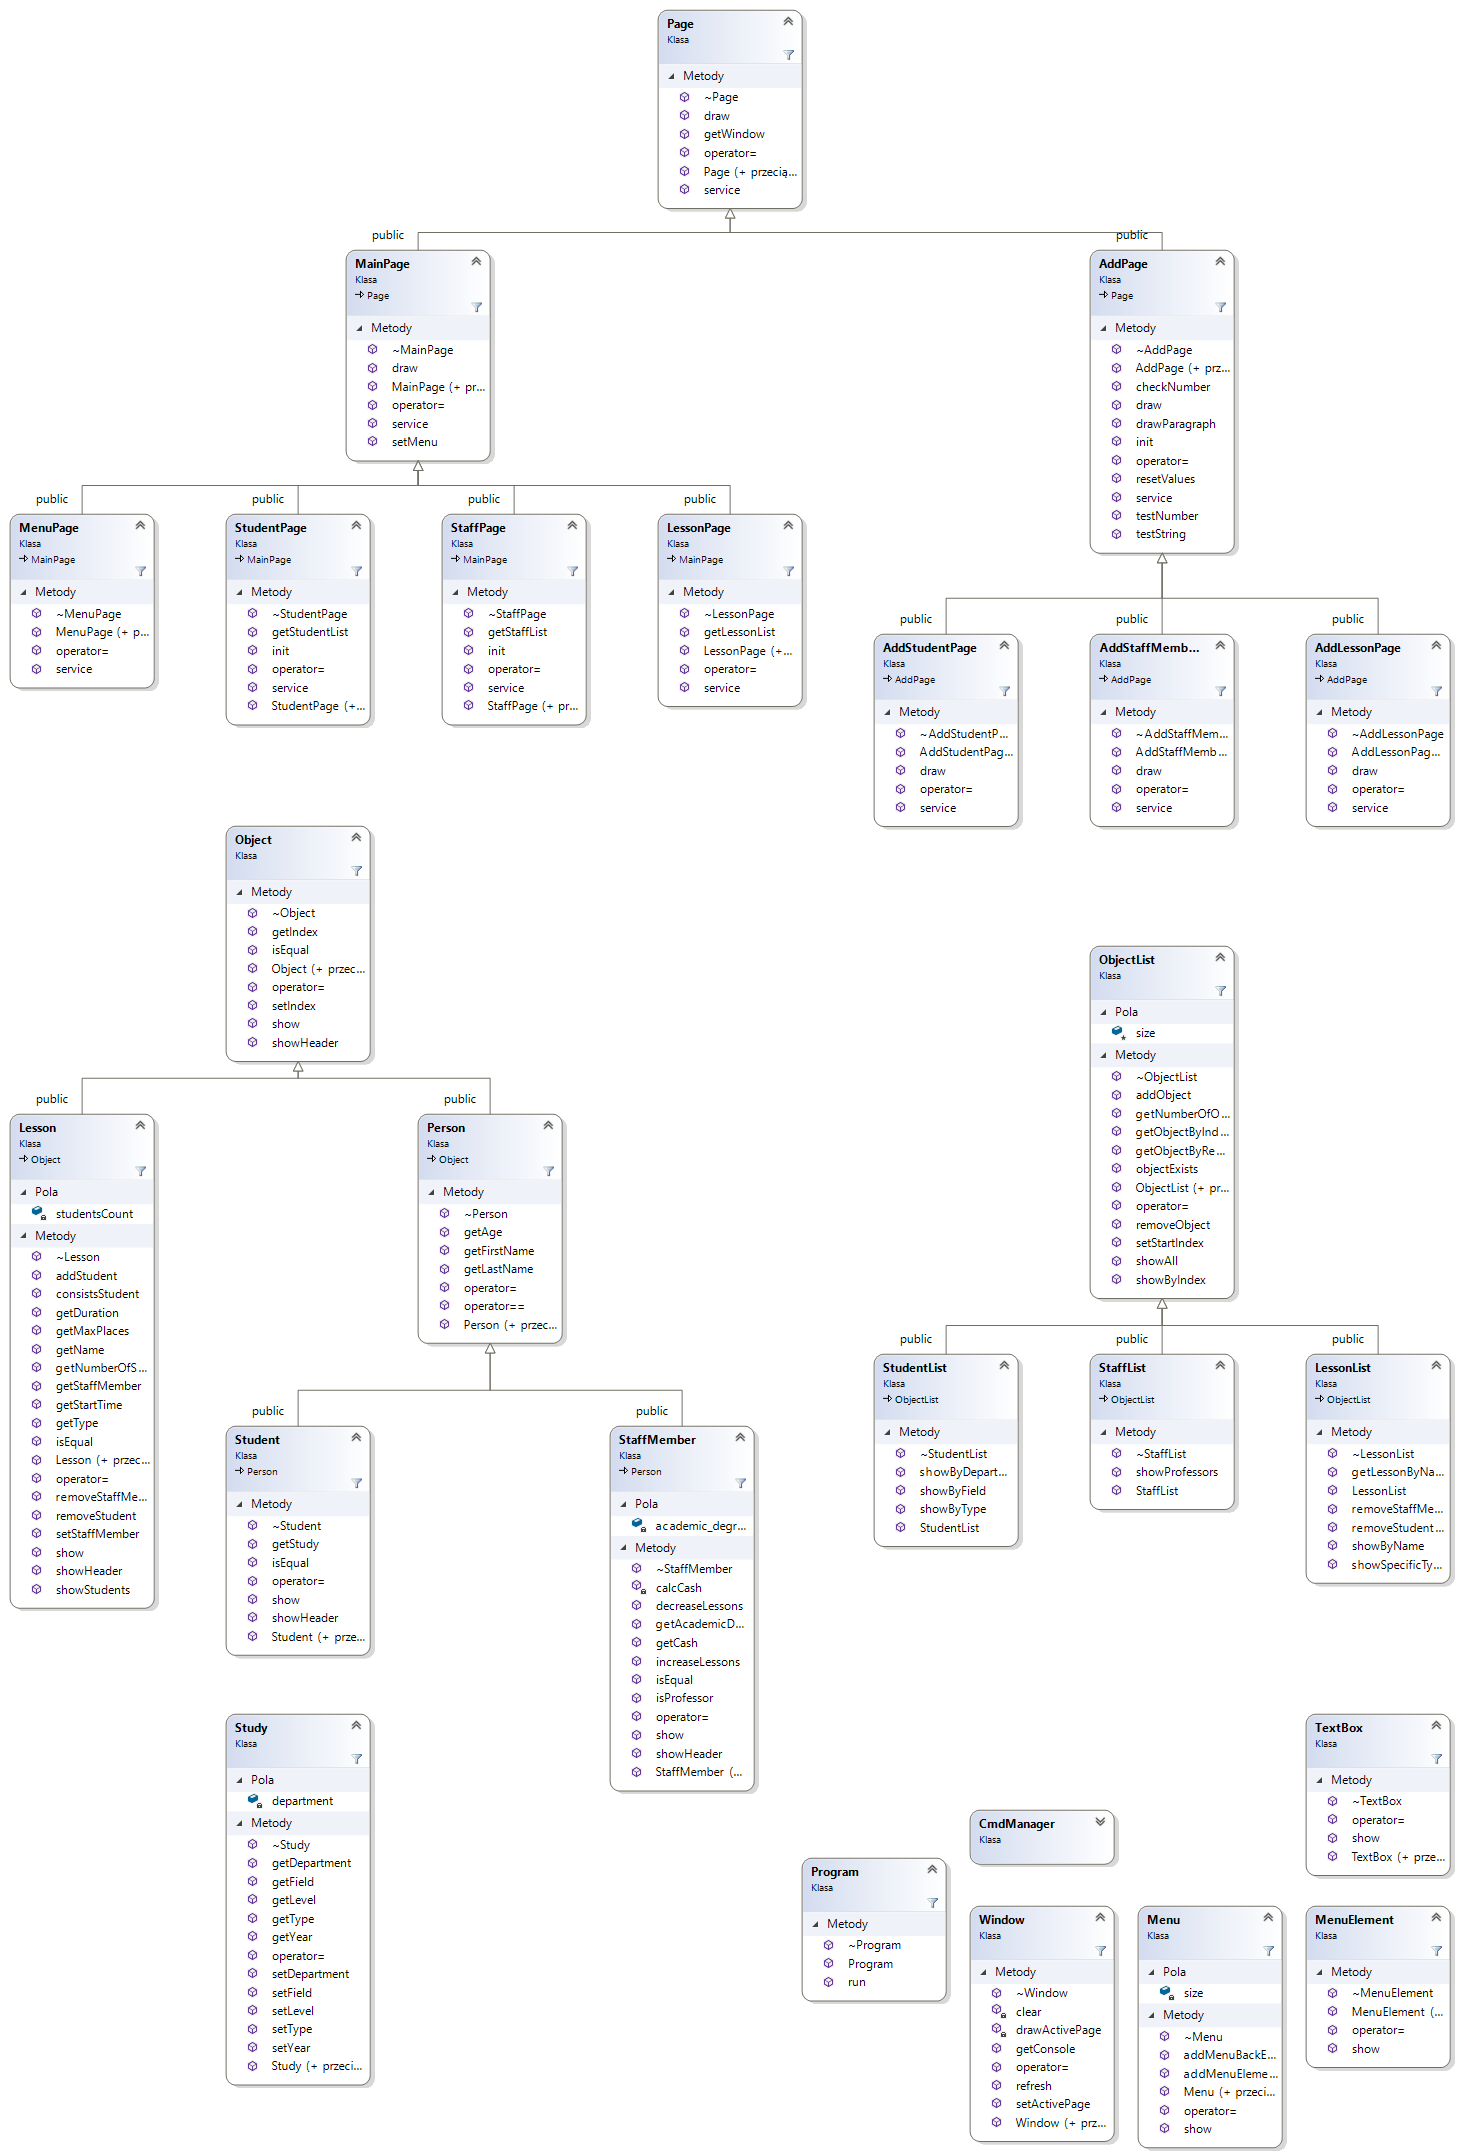 Page
Klasa
Metody
~Page
draw
getWindow
operator=
Page (+ przecią...
service
public
public
MainPage
Klasa
Page
Metody
~MainPage
draw
MainPage (+ pr...
operator=
service
setMenu
AddPage
Klasa
Page
Metody
~AddPage
AddPage (+ prz...
checkNumber
draw
drawParagraph
init
operator=
resetValues
service
testNumber
testString
public
public
public
public
MenuPage
Klasa
MainPage
Metody
~MenuPage
MenuPage (+ p...
operator=
service
StudentPage
Klasa
MainPage
Metody
~StudentPage
getStudentList
init
operator=
service
StudentPage (+...
StaffPage
Klasa
MainPage
Metody
~StaffPage
getStaffList
init
operator=
service
StaffPage (+ pr...
LessonPage
Klasa
MainPage
Metody
~LessonPage
getLessonList
LessonPage (+...
operator=
service
public
public
public
AddStudentPage
Klasa
AddPage
Metody
~AddStudentP...
AddStudentPag...
draw
operator=
service
AddStaffMemb...
Klasa
AddPage
Metody
~AddStaffMem...
AddStaffMemb...
draw
operator=
service
AddLessonPage
Klasa
AddPage
Metody
~AddLessonPage
AddLessonPag...
draw
operator=
service
Object
Klasa
Metody
~Object
getIndex
isEqual
Object (+ przec...
operator=
setIndex
show
showHeader
public
public
Lesson
Klasa
Object
Pola
studentsCount
Metody
~Lesson
addStudent
consistsStudent
getDuration
getMaxPlaces
getName
getNumberOfS...
getStaffMember
getStartTime
getType
isEqual
Lesson (+ przec...
operator=
removeStaffMe...
removeStudent
setStaffMember
show
showHeader
showStudents
Person
Klasa
Object
Metody
~Person
getAge
getFirstName
getLastName
operator=
operator==
Person (+ przec...
public
public
Student
Klasa
Person
Metody
~Student
getStudy
isEqual
operator=
show
showHeader
Student (+ prze...
StaffMember
Klasa
Person
Pola
academic_degr...
Metody
~StaffMember
calcCash
decreaseLessons
getAcademicD...
getCash
increaseLessons
isEqual
isProfessor
operator=
show
showHeader
StaffMember (...
ObjectList
Klasa
Pola
size
Metody
~ObjectList
addObject
getNumberOfO...
getObjectByInd...
getObjectByRe...
objectExists
ObjectList (+ pr...
operator=
removeObject
setStartIndex
showAll
showByIndex
public
public
public
StudentList
Klasa
ObjectList
Metody
~StudentList
showByDepart...
showByField
showByType
StudentList
StaffList
Klasa
ObjectList
Metody
~StaffList
showProfessors
StaffList
LessonList
Klasa
ObjectList
Metody
~LessonList
getLessonByNa...
LessonList
removeStaffMe...
removeStudent...
showByName
showSpecificTy...
Study
Klasa
Pola
department
Metody
~Study
getDepartment
getField
getLevel
getType
getYear
operator=
setDepartment
setField
setLevel
setType
setYear
Study (+ przeci...
Program
Klasa
Metody
~Program
Program
run
CmdManager
Klasa
Window
Klasa
Metody
~Window
clear
drawActivePage
getConsole
operator=
refresh
setActivePage
Window (+ prz...
Menu
Klasa
Pola
size
Metody
~Menu
addMenuBackE...
addMenuEleme...
Menu (+ przeci...
operator=
show
TextBox
Klasa
Metody
~TextBox
operator=
show
TextBox (+ prze...
MenuElement
Klasa
Metody
~MenuElement
MenuElement (...
operator=
show